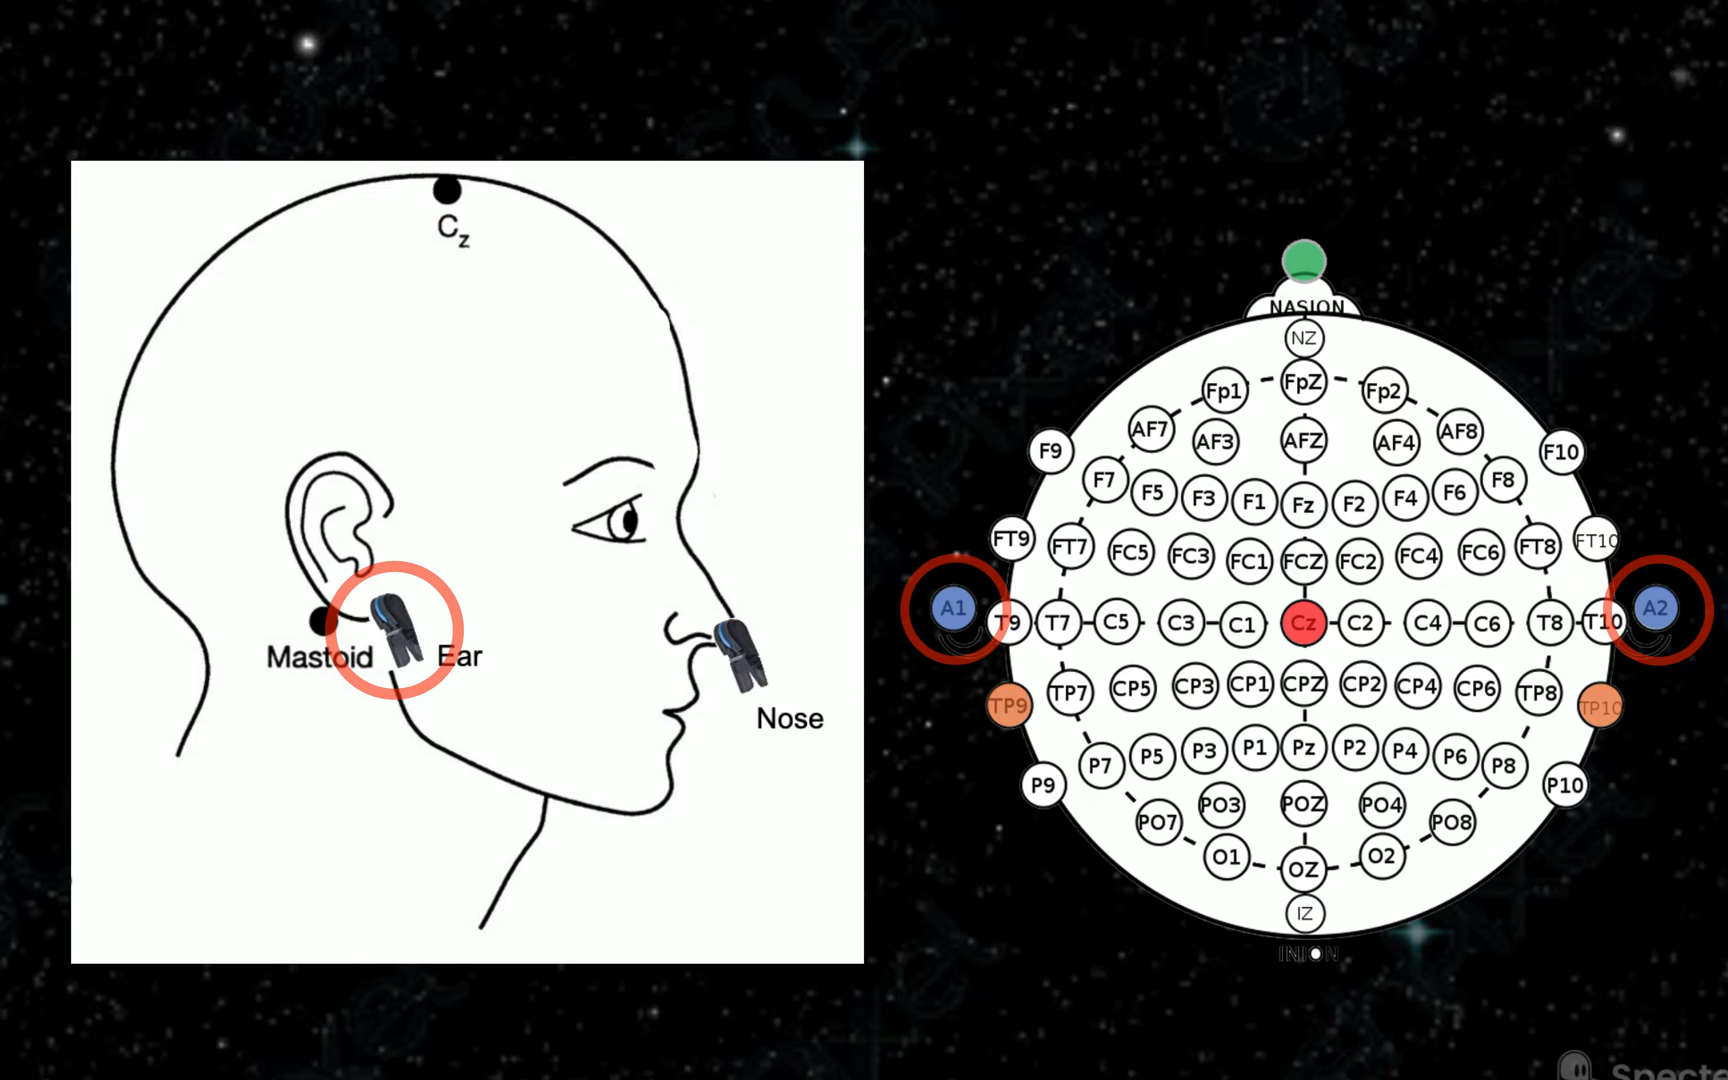 Cz
Mastoid
Ear
Nose
NASION
NZ
Fp1 FpZ Fp2
AF7 AF3 AFZ AF4 AF8
F9 F7 F5 F3 F1 Fz F2 F4 F6 F8 F10
FT9 FT7 FC5 FC3 FC1 FCZ FC2 FC4 FC6 FT8 FT10
A1 T9 T7 C5 C3 C1 Cz C2 C4 C6 T8 T10 A2
TP9 TP7 CP5 CP3 CP1 CPZ CP2 CP4 CP6 TP8 TP10
P9 P7 P5 P3 P1 Pz P2 P4 P6 P8 P10
PO7 PO3 POZ PO4 PO8
O1 OZ O2
IZ
INION
Specte